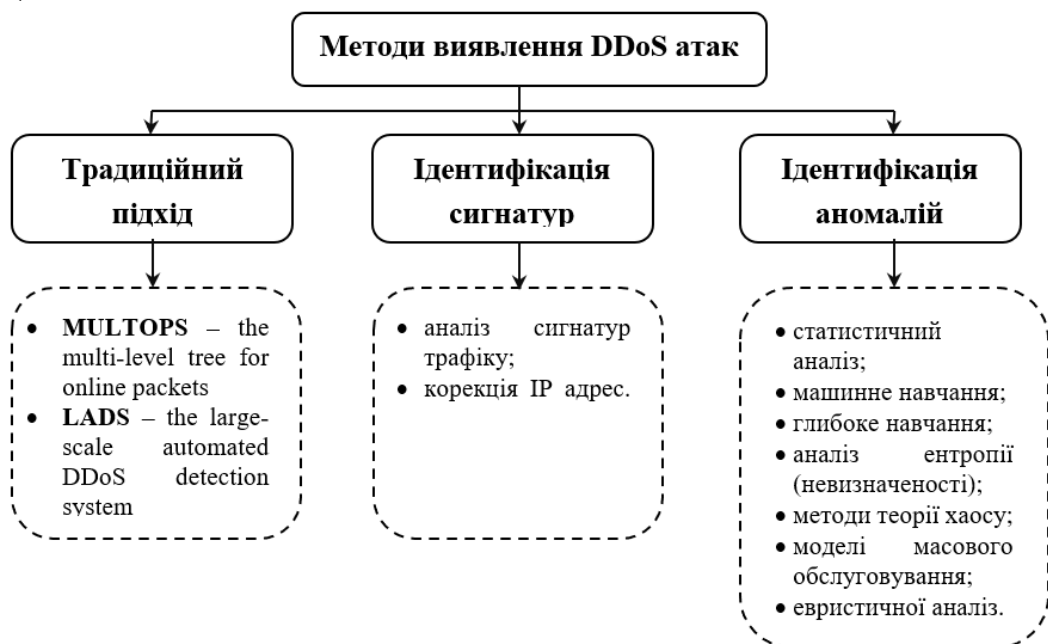 Методи виявлення DDoS атак
Традиційний
підхід
Ідентифікація
сигнатур
Ідентифікація
аномалій
• MULTOPS – the
multi-level tree for
online packets
• LADS – the large-
scale automated
DDoS detection
system
• аналіз сигнатур
трафіку;
• корекція IP адрес.
• статистичний
аналіз;
• машинне навчання;
• глибоке навчання;
• аналіз ентропії
(невизначеності);
• методи теорії хаосу;
• моделі масового
обслуговування;
• евристичної аналіз.